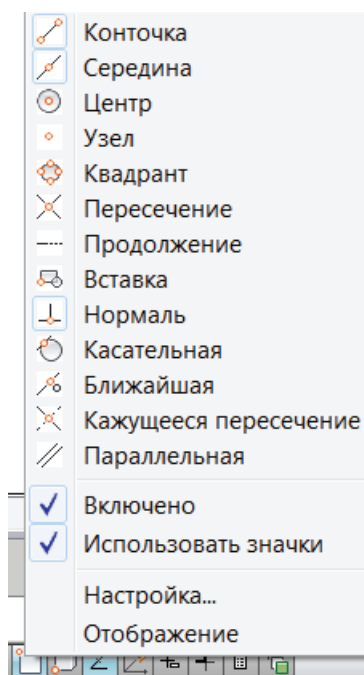 Конточка
Середина
Центр
Узел
Квадрант
Пересечение
Продолжение
Вставка
Нормаль
Касательная
Ближайшая
Кажущееся пересечение
Параллельная
Включено
Использовать значки
Настройка...
Отображение